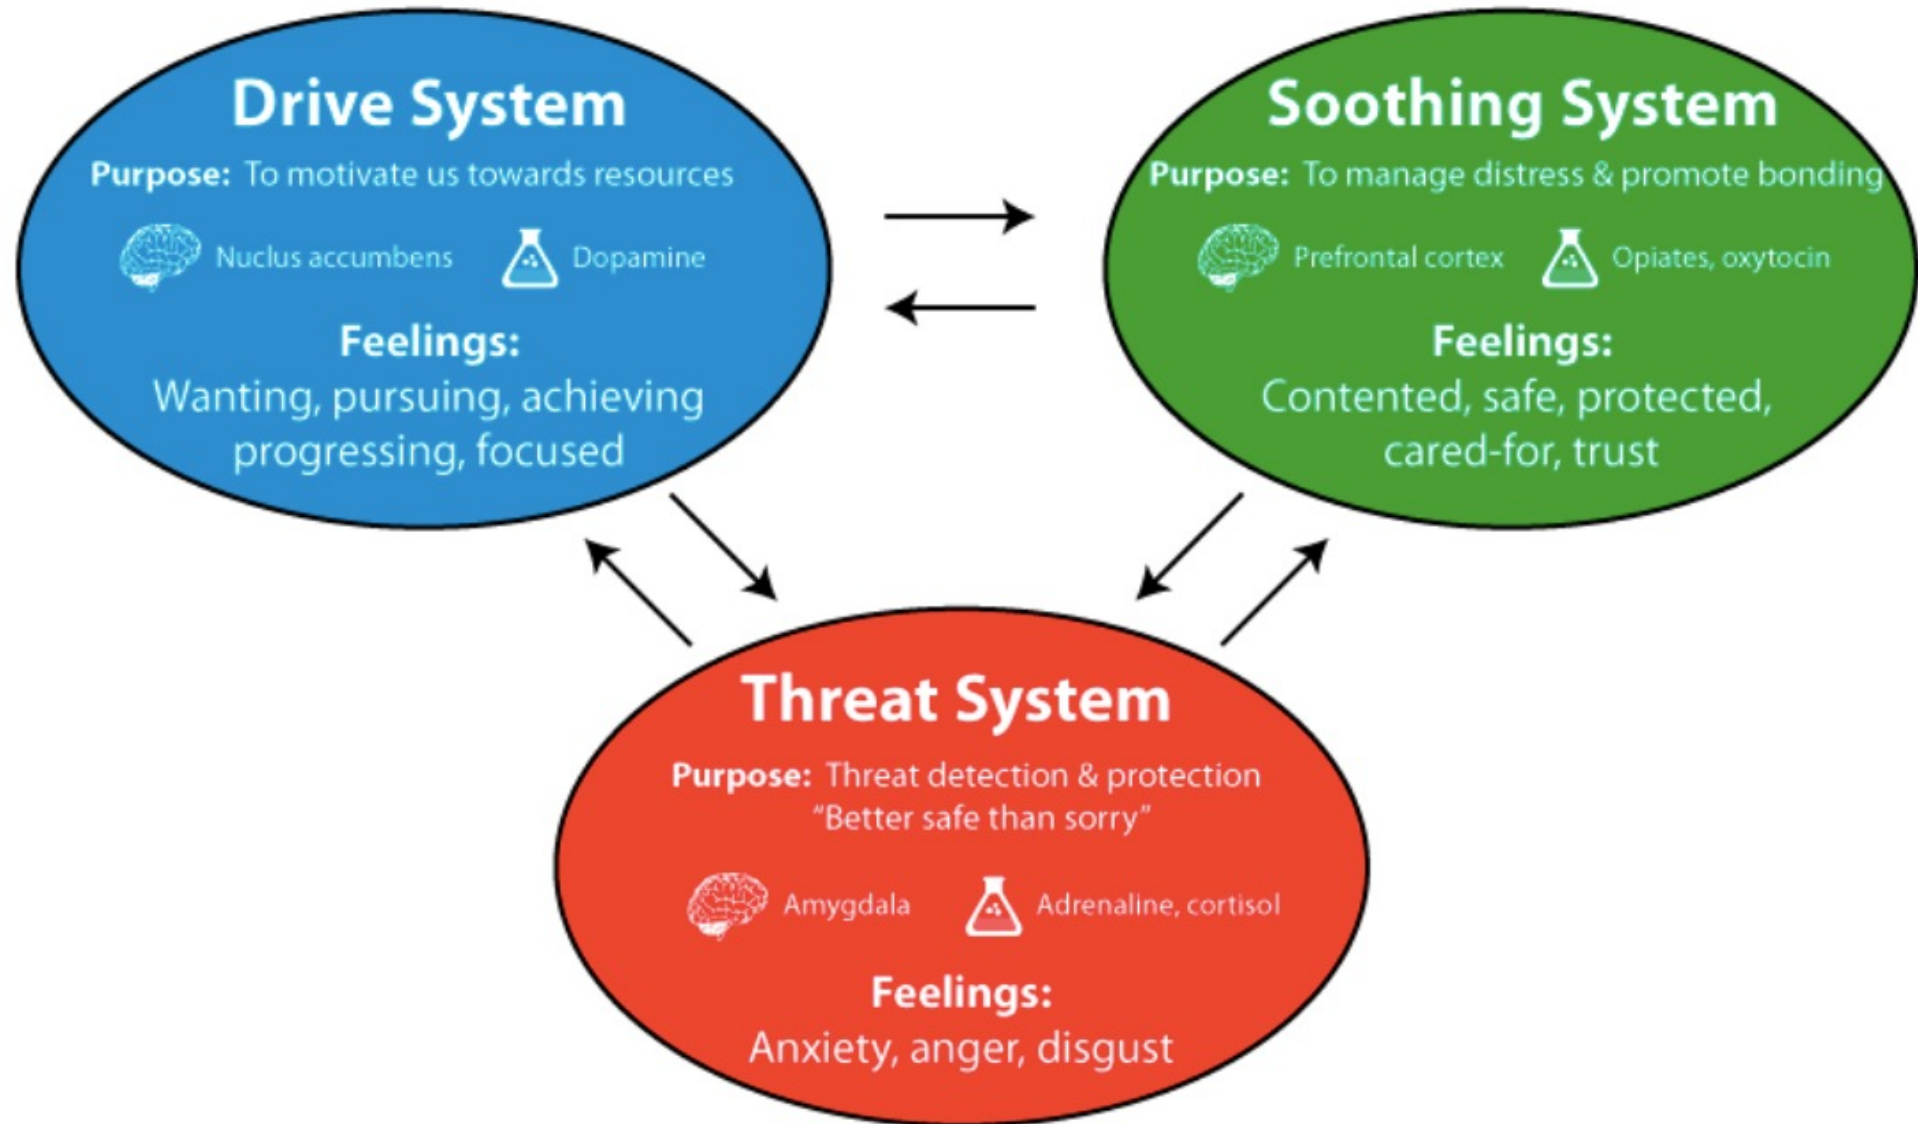 Drive System
Purpose: To motivate us towards resources
Nuclus accumbens
Dopamine
Feelings:
Wanting, pursuing, achieving
progressing, focused
Soothing System
Purpose: To manage distress & promote bonding
Prefrontal cortex
Opiates, oxytocin
Feelings:
Contented, safe, protected,
cared-for, trust
Threat System
Purpose: Threat detection & protection
“Better safe than sorry”
Amygdala
Adrenaline, cortisol
Feelings:
Anxiety, anger, disgust